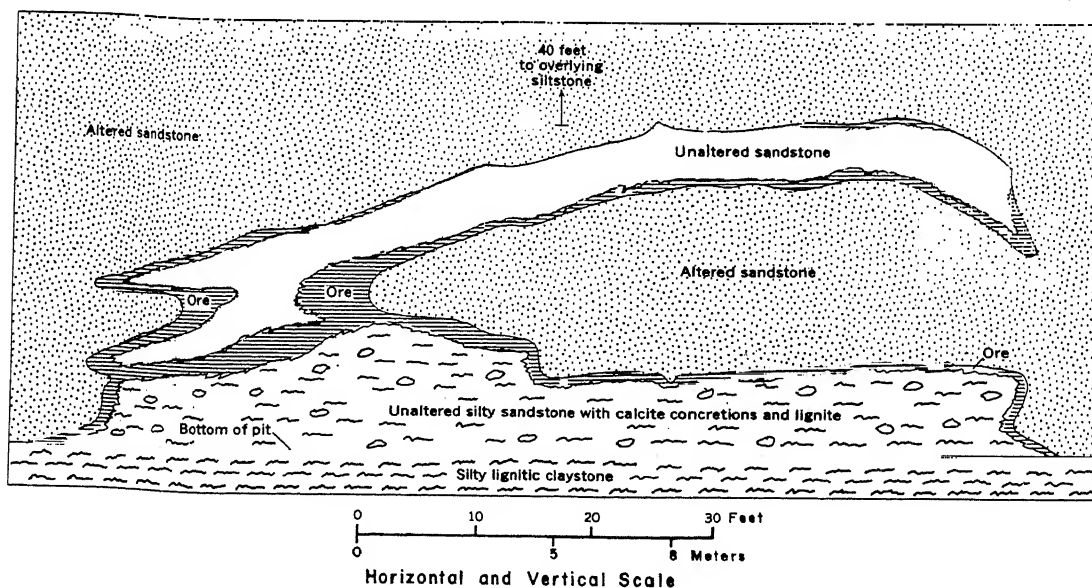 40 feet
to overlying
siltstone
Altered sandstone
Unaltered sandstone
Altered sandstone
Ore
Ore
Ore
Unaltered silty sandstone with calcite concretions and lignite
Bottom of pit
Silty lignitic claystone
0 10 20 30 Feet
0 5 8 Meters
Horizontal and Vertical Scale